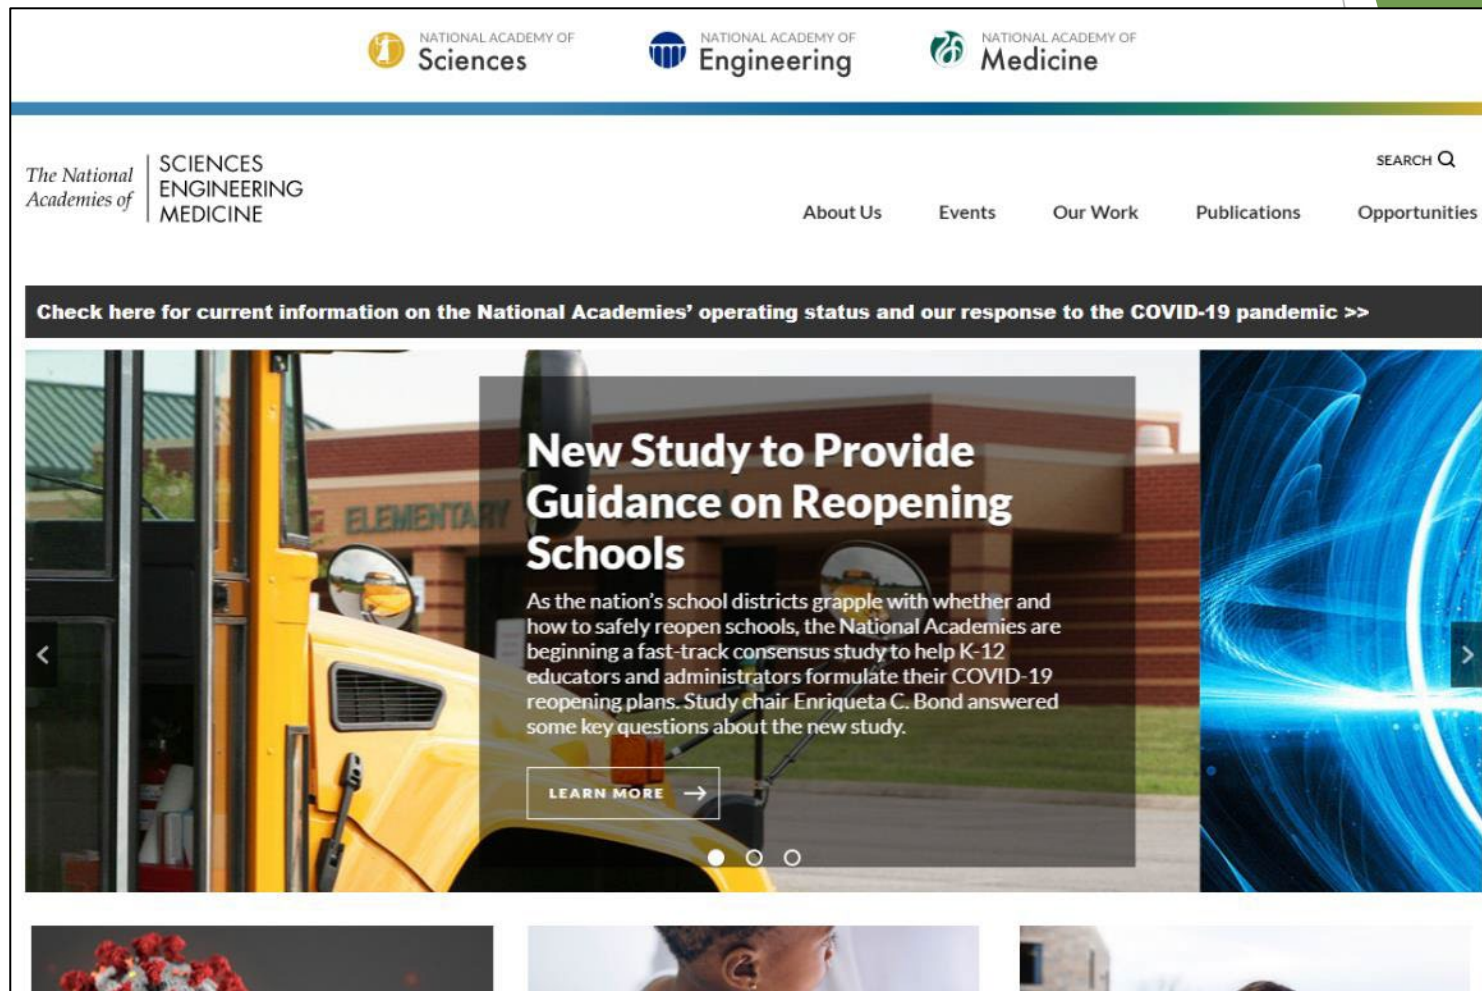 NATIONAL ACADEMY OF
Sciences
NATIONAL ACADEMY OF
Engineering
NATIONAL ACADEMY OF
Medicine
The National
Academies of
SCIENCES
ENGINEERING
MEDICINE
SEARCH
About Us Events Our Work Publications Opportunities
Check here for current information on the National Academies’ operating status and our response to the COVID-19 pandemic >>
ELEMENTARY
New Study to Provide
Guidance on Reopening
Schools
As the nation’s school districts grapple with whether and
how to safely reopen schools, the National Academies are
beginning a fast-track consensus study to help K-12
educators and administrators formulate their COVID-19
reopening plans. Study chair Enriqueta C. Bond answered
some key questions about the new study.
LEARN MORE →